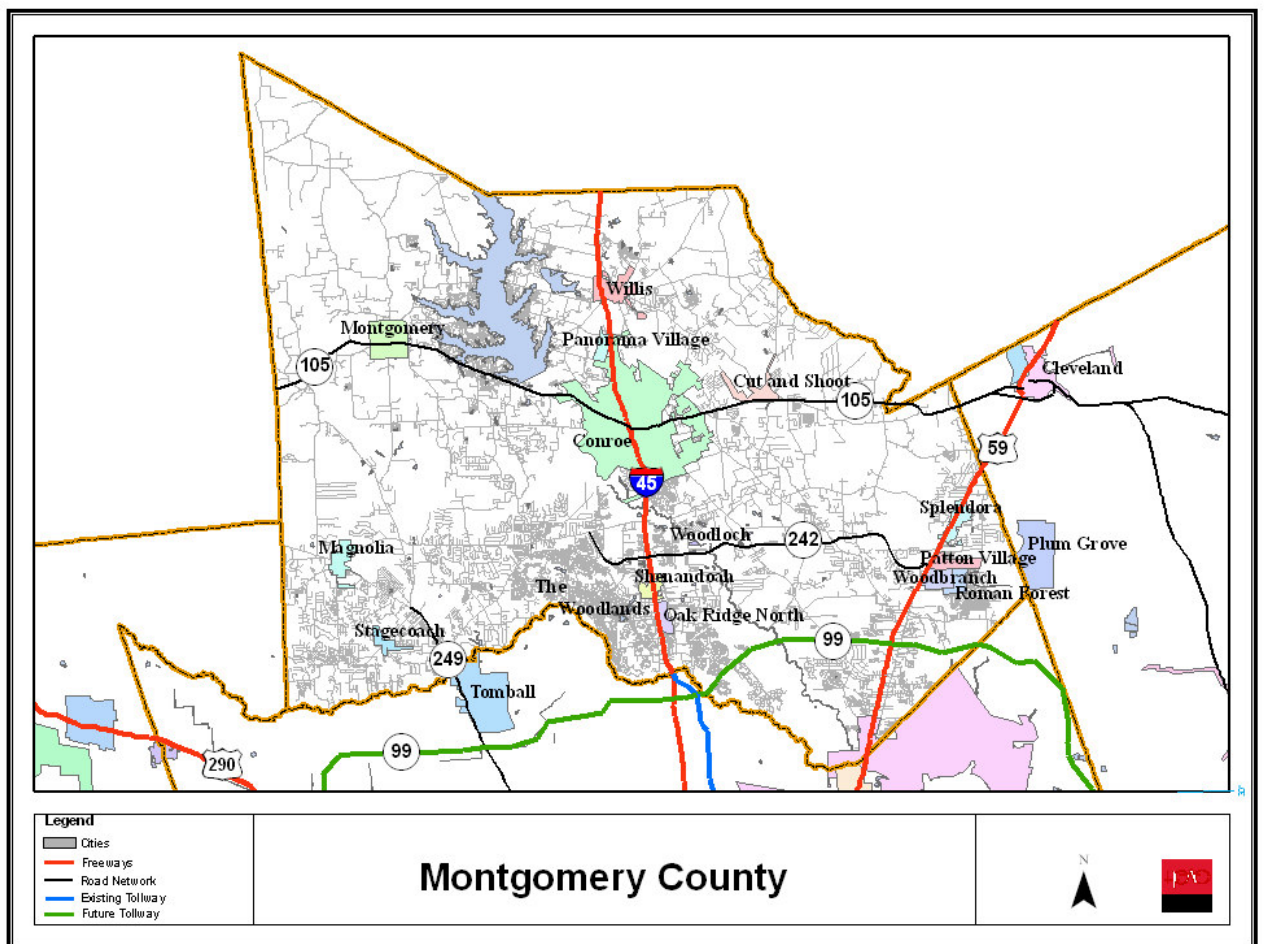 Willis
Montgomery
Panorama Village
105
Cleveland
Cut and Shoot
105
Conroe
59
45
Splendora
Woodloch
242
Plum Grove
Magnolia
Patton Village
Shenandoah
Woodbranch
The
Woodlands
Roman Forest
Oak Ridge North
Stagecoach
99
249
Tomball
99
290
Legend
Cities
Freeways
Road Network
Existing Tollway
Future Tollway
Montgomery County
N